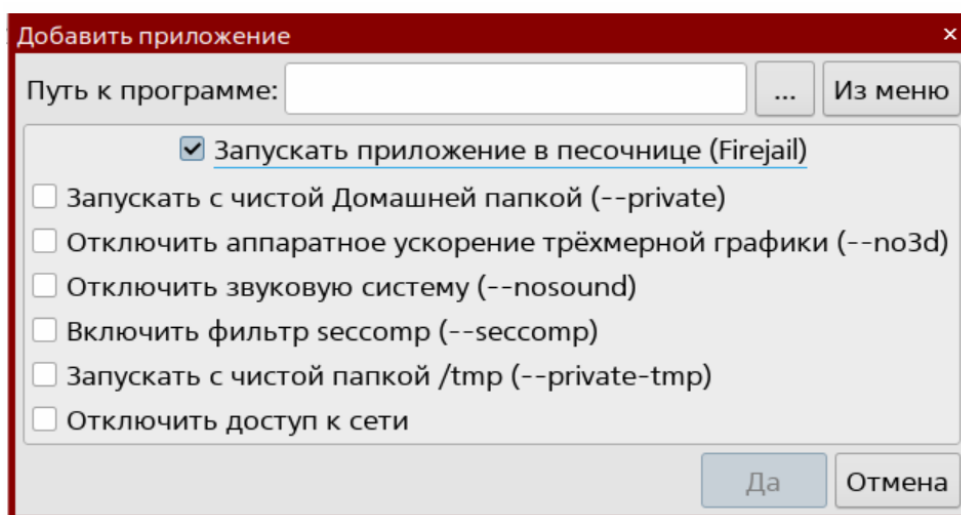 Добавить приложение ×
Путь к программе: ... Из меню
Запускать приложение в песочнице (Firejail)
Запускать с чистой Домашней папкой (--private)
Отключить аппаратное ускорение трёхмерной графики (--no3d)
Отключить звуковую систему (--nosound)
Включить фильтр seccomp (--seccomp)
Запускать с чистой папкой /tmp (--private-tmp)
Отключить доступ к сети
Да Отмена